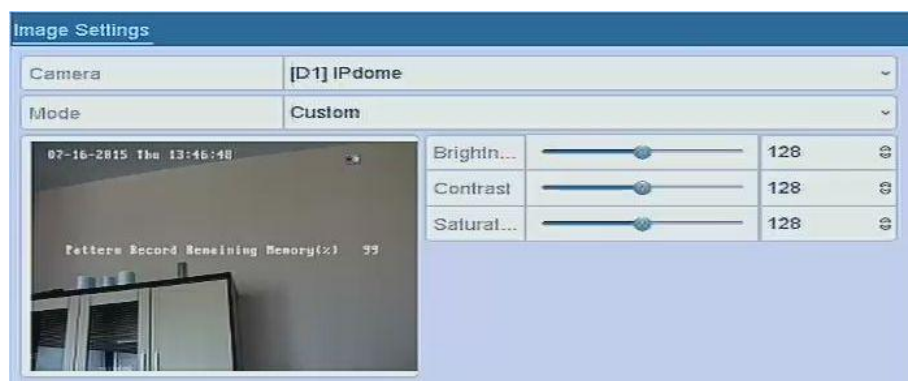 Image Settings
Camera [D1] IPdome
Mode Custom
07-16-2015 Thu 13:46:48
Brightn... 128
Contrast 128
Saturat... 128
Pattern Record Remaining Memory(%) 99